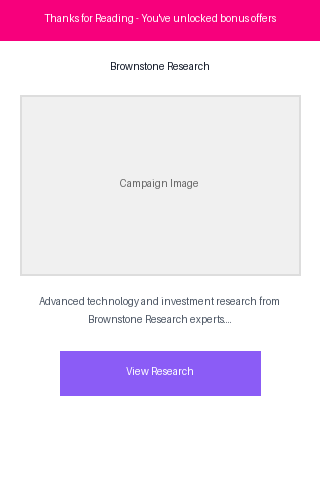 Thanks for Reading - You've unlocked bonus offers
Brownstone Research
Campaign Image
Advanced technology and investment research from
Brownstone Research experts....
View Research